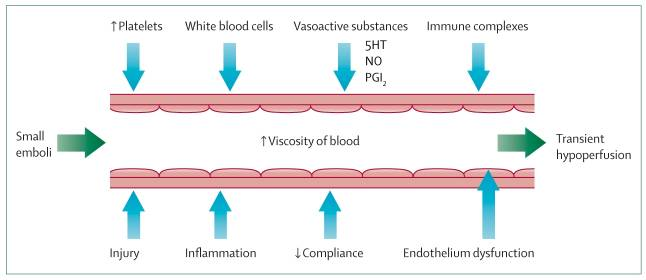 ↑Platelets
White blood cells
Vasoactive substances
5HT
NO
PGI₂
Immune complexes
Small
emboli
↑Viscosity of blood
Transient
hypoperfusion
Injury
Inflammation
↓Compliance
Endothelium dysfunction